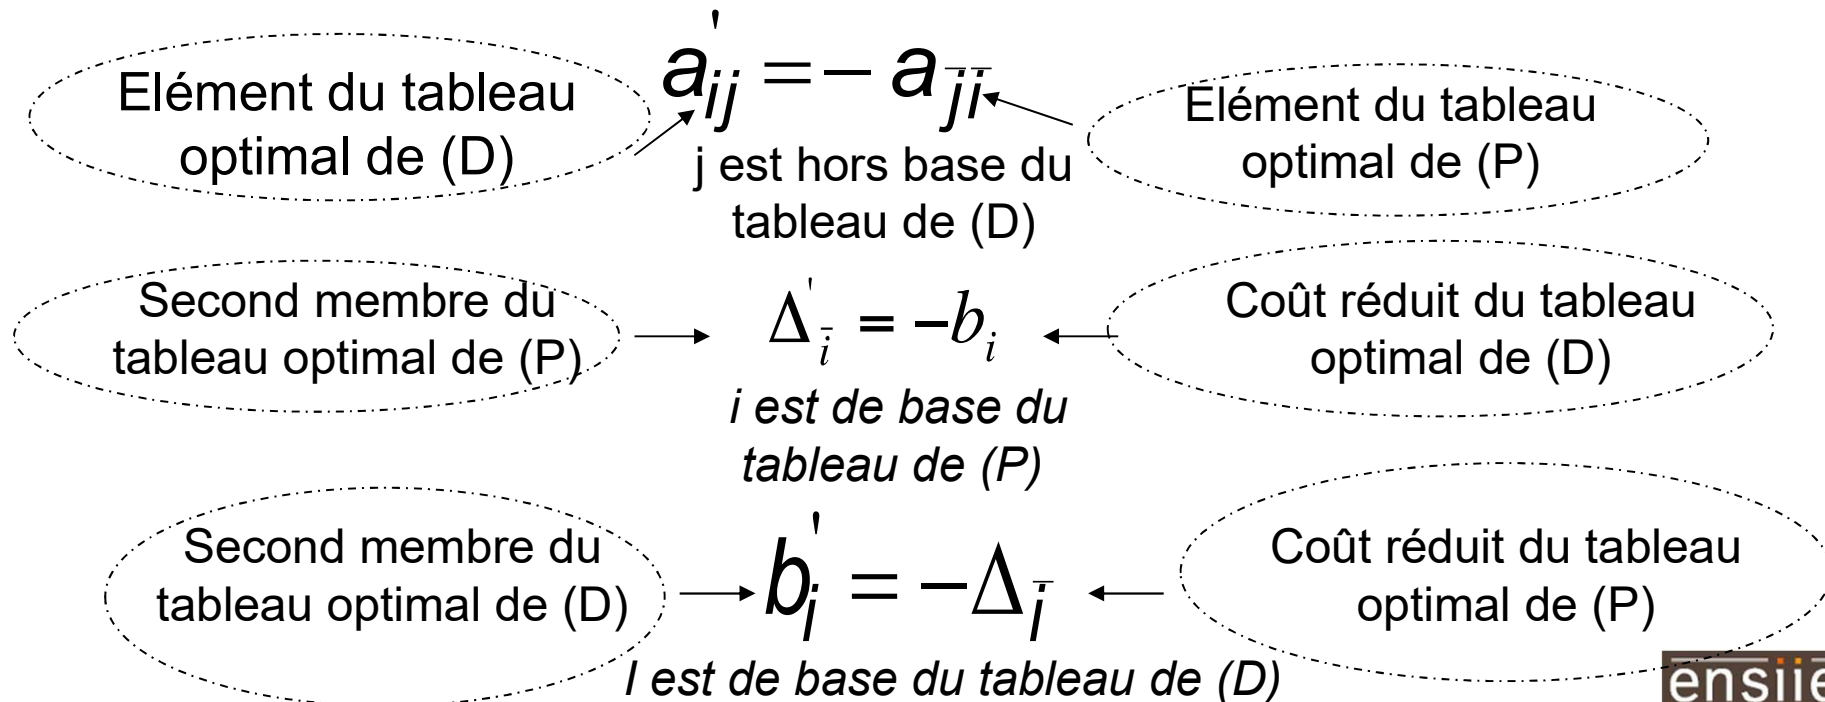 a'ij = - aj̄ī
Elément du tableau
optimal de (D)
Elément du tableau
optimal de (P)
j est hors base du
tableau de (D)
Second membre du
tableau optimal de (P)
Δ'ī = -bi
Coût réduit du tableau
optimal de (D)
i est de base du
tableau de (P)
Second membre du
tableau optimal de (D)
b'i = -Δī
Coût réduit du tableau
optimal de (P)
I est de base du tableau de (D)
ensiie